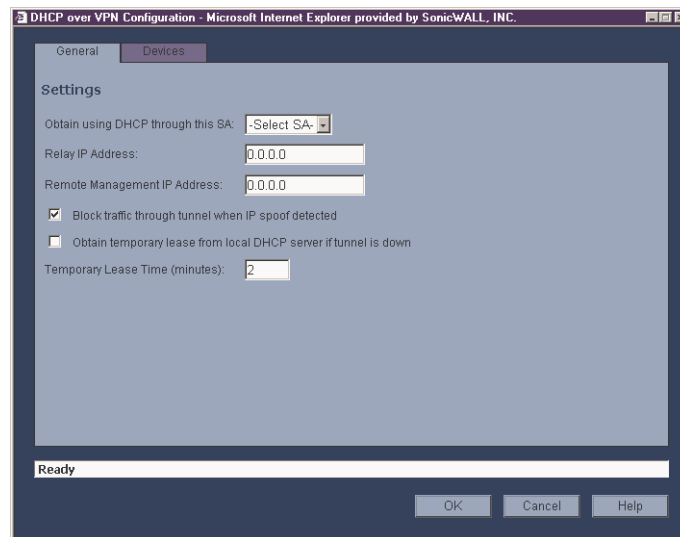 DHCP over VPN Configuration - Microsoft Internet Explorer provided by SonicWALL, INC.
General Devices
Settings
Obtain using DHCP through this SA: -Select SA-
Relay IP Address: 0.0.0.0
Remote Management IP Address: 0.0.0.0
Block traffic through tunnel when IP spoof detected
Obtain temporary lease from local DHCP server if tunnel is down
Temporary Lease Time (minutes): 2
Ready
OK Cancel Help